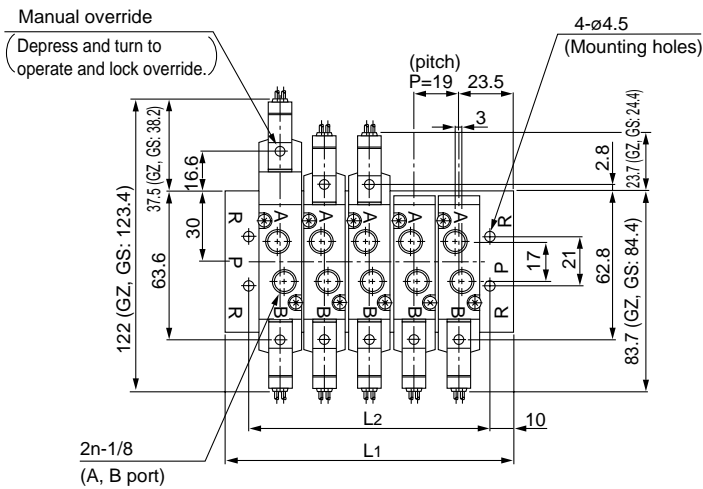 Manual override
(Depress and turn to
operate and lock override.)
4-ø4.5
(Mounting holes)
(pitch)
P=19
23.5
3
122 (GZ, GS: 123.4)
37.5 (GZ, GS: 38.2)
16.6
30
63.6
2.8
23.7 (GZ, GS: 24.4)
17
21
62.8
83.7 (GZ, GS: 84.4)
R
P
R
A
A
A
A
A
B
B
B
B
B
R
P
R
L2
10
L1
2n-1/8
(A, B port)